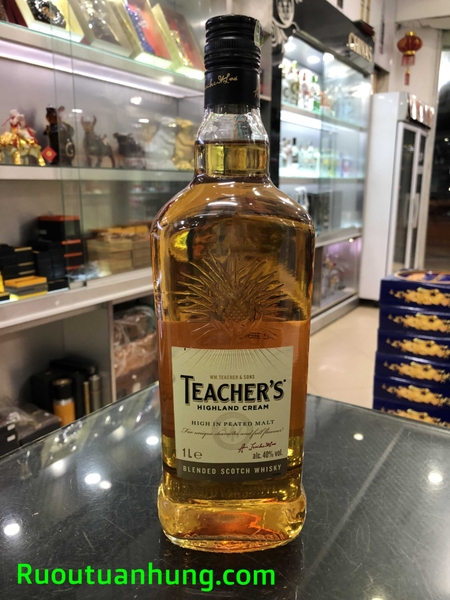 CHIVAS
WM. TEACHER & SONS
TEACHER'S
HIGHLAND CREAM
HIGH IN PEATED MALT
1L e
alc. 40% vol.
BLENDED SCOTCH WHISKY
Ruoutuanhung.com